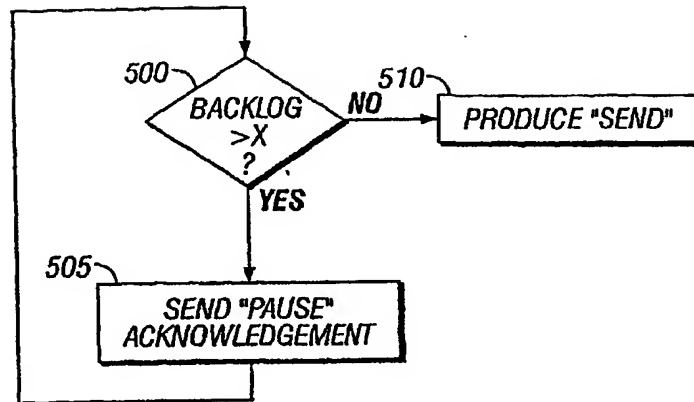 500
BACKLOG
>X
?
NO
YES
510
PRODUCE "SEND"
505
SEND "PAUSE"
ACKNOWLEDGEMENT